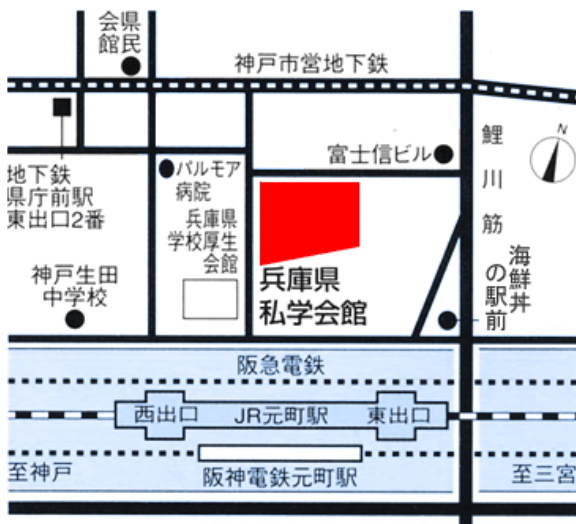 会県
館民
神戸市営地下鉄
地下鉄
県庁前駅
東出口2番
パルモア
病院
富士信ビル
N
鯉川筋
兵庫県
学校厚生
会館
兵庫県
私学会館
神戸生田
中学校
海鮮丼
の駅前
阪急電鉄
西出口
JR元町駅
東出口
至神戸
阪神電鉄元町駅
至三宮